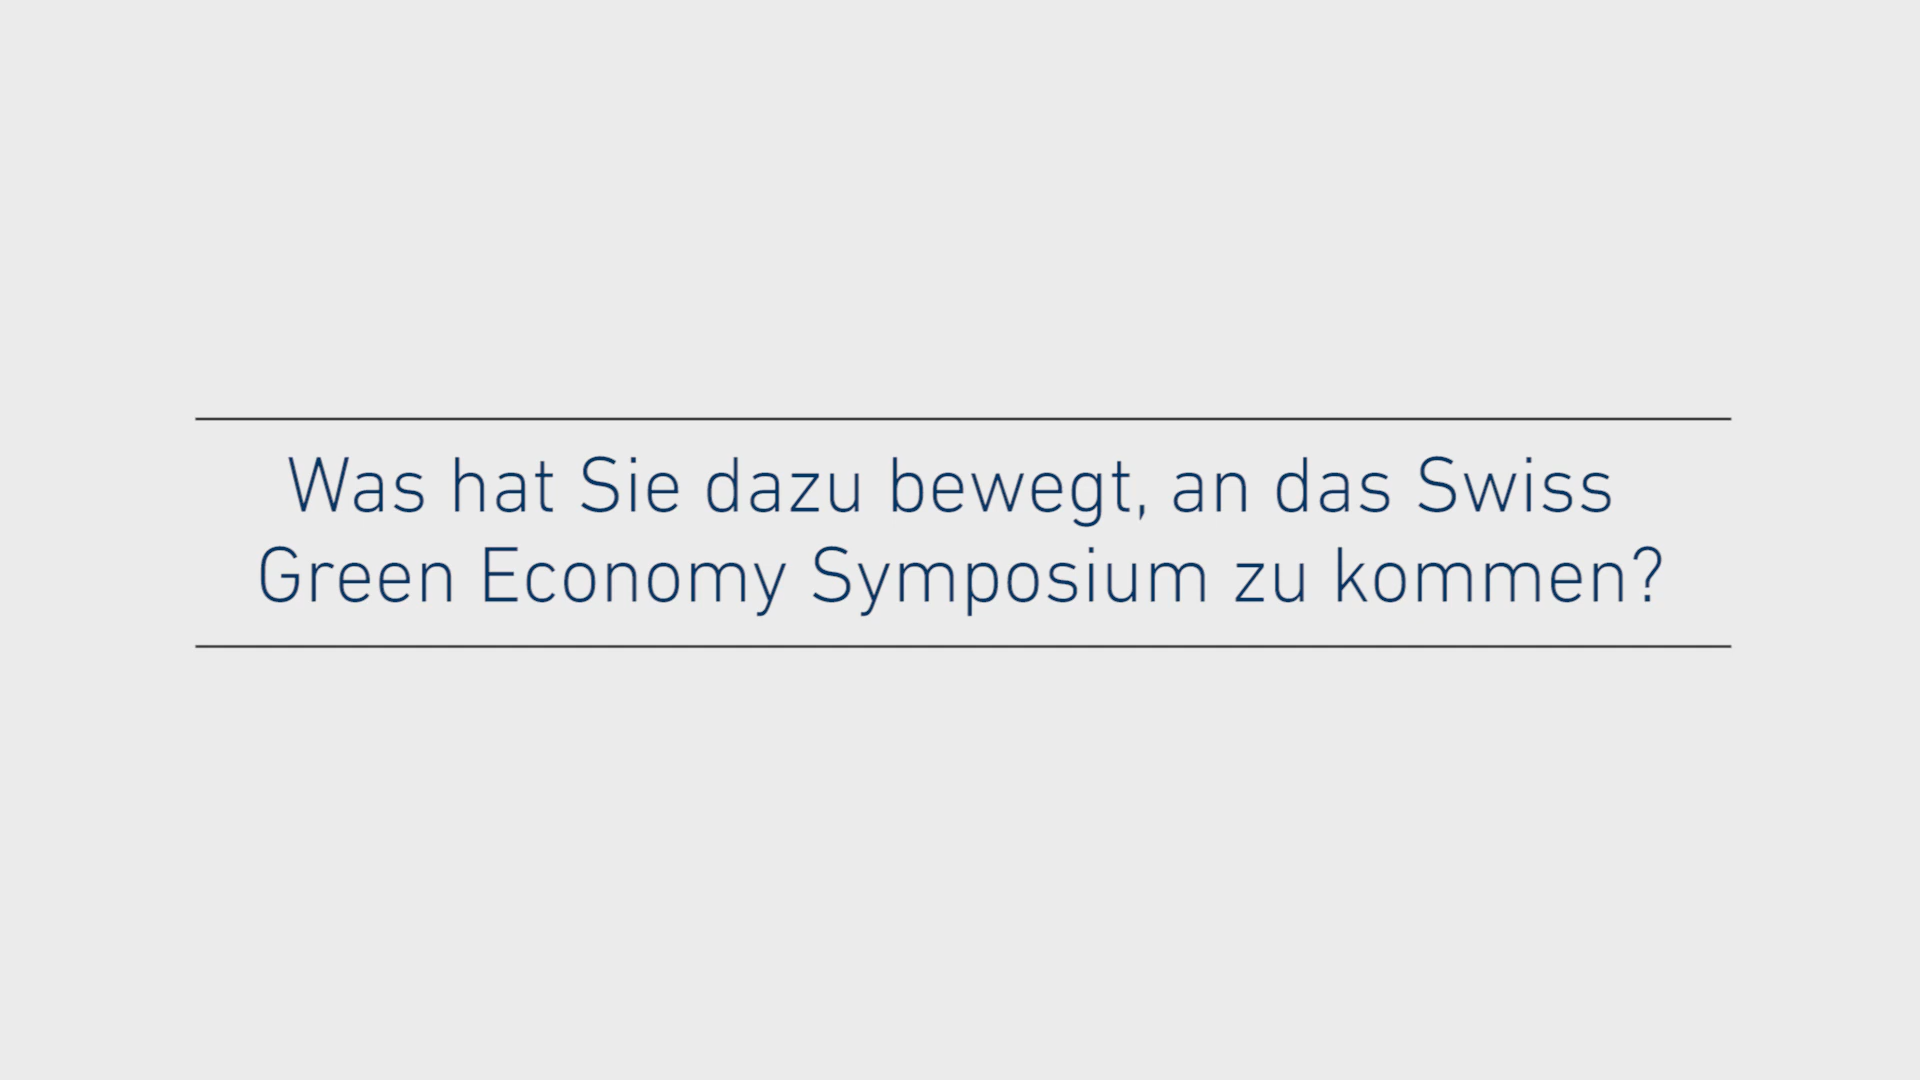 Was hat Sie dazu bewegt, an das Swiss
Green Economy Symposium zu kommen?